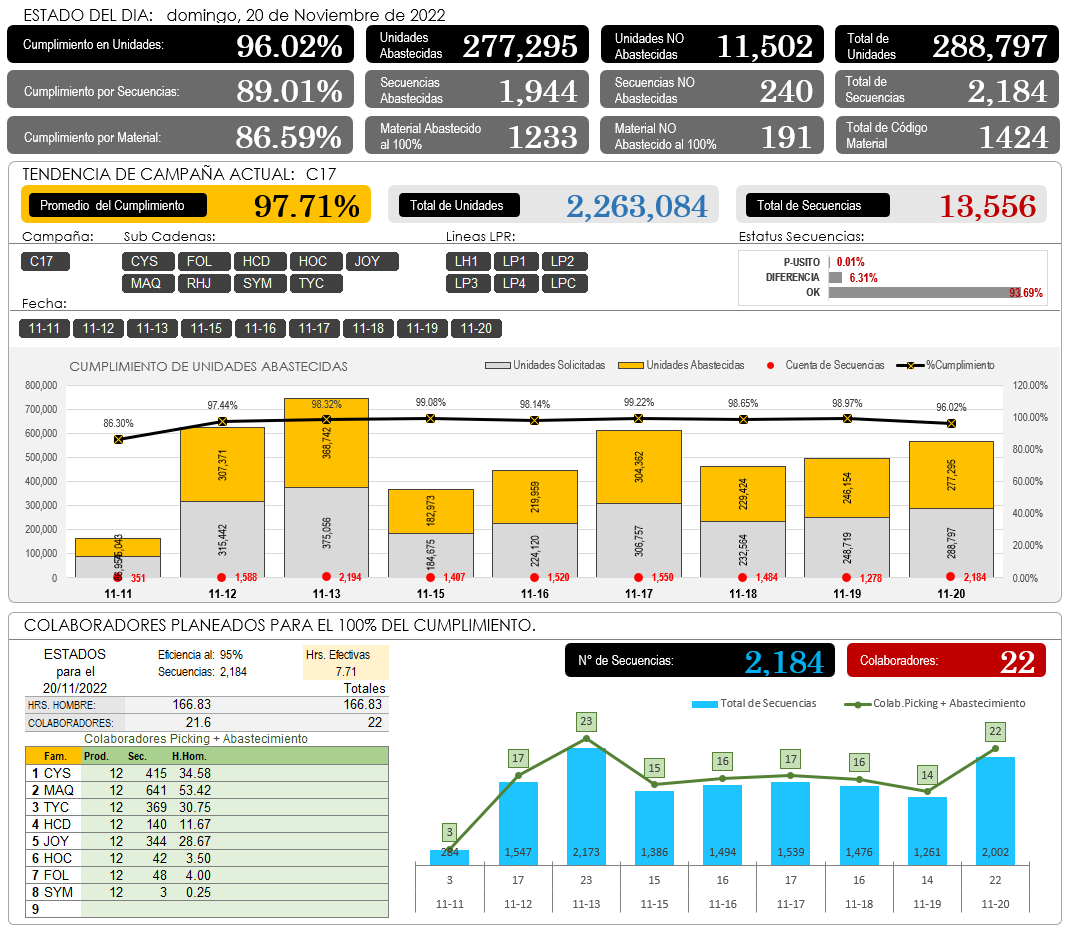 ESTADO DEL DIA: domingo, 20 de Noviembre de 2022
Cumplimiento en Unidades: 96.02%
Unidades Abastecidas 277,295
Unidades NO Abastecidas 11,502
Total de Unidades 288,797
Cumplimiento por Secuencias: 89.01%
Secuencias Abastecidas 1,944
Secuencias NO Abastecidas 240
Total de Secuencias 2,184
Cumplimiento por Material: 86.59%
Material Abastecido al 100% 1233
Material NO Abastecido al 100% 191
Total de Código Material 1424
TENDENCIA DE CAMPAÑA ACTUAL: C17
Promedio del Cumplimiento 97.71%
Total de Unidades 2,263,084
Total de Secuencias 13,556
Campaña: Sub Cadenas: Lineas LPR: Estatus Secuencias:
C17 CYS FOL HCD HOC JOY LH1 LP1 LP2
MAQ RHJ SYM TYC LP3 LP4 LPC
P-USITO 0.01%
DIFERENCIA 6.31%
OK 93.69%
Fecha:
11-11 11-12 11-13 11-15 11-16 11-17 11-18 11-19 11-20
CUMPLIMIENTO DE UNIDADES ABASTECIDAS
Unidades Solicitadas Unidades Abastecidas Cuenta de Secuencias %Cumplimiento
800,000 120.00%
700,000
600,000 100.00%
500,000 80.00%
400,000 60.00%
300,000
200,000 40.00%
100,000 20.00%
0 0.00%
86.30% 97.44% 98.32% 99.08% 98.14% 99.22% 98.65% 98.97% 96.02%
307,371 368,742 182,973 219,959 304,362 229,424 246,154 277,295
315,442 375,056 184,675 224,120 306,757 232,564 248,719 288,797
351 1,588 2,194 1,407 1,520 1,550 1,484 1,278 2,184
11-11 11-12 11-13 11-15 11-16 11-17 11-18 11-19 11-20
COLABORADORES PLANEADOS PARA EL 100% DEL CUMPLIMIENTO.
ESTADOS Eficiencia al: 95% Hrs. Efectivas
para el Secuencias: 2,184 7.71
20/11/2022 Totales
HRS. HOMBRE: 166.83 166.83
COLABORADORES: 21.6 22
Colaboradores Picking + Abastecimiento
Fam. Prod. Sec. H.Hom.
1 CYS 12 415 34.58
2 MAQ 12 641 53.42
3 TYC 12 369 30.75
4 HCD 12 140 11.67
5 JOY 12 344 28.67
6 HOC 12 42 3.50
7 FOL 12 48 4.00
8 SYM 12 3 0.25
9
N° de Secuencias: 2,184
Colaboradores: 22
Total de Secuencias Colab.Picking + Abastecimiento
3 17 23 15 16 17 16 14 22
284 1,547 2,173 1,386 1,494 1,539 1,476 1,261 2,002
3 17 23 15 16 17 16 14 22
11-11 11-12 11-13 11-15 11-16 11-17 11-18 11-19 11-20